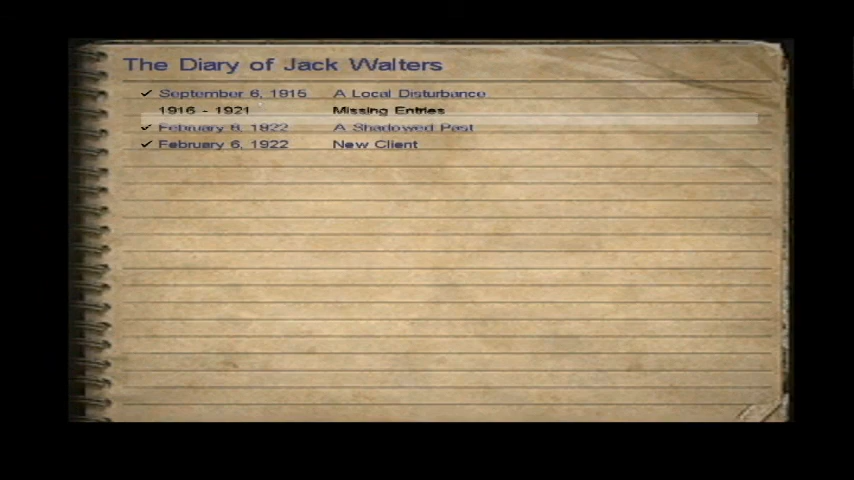 The Diary of Jack Walters
✓ September 6, 1915 A Local Disturbance
1916 - 1921 Missing Entries
✓ February 8, 1922 A Shadowed Past
✓ February 6, 1922 New Client